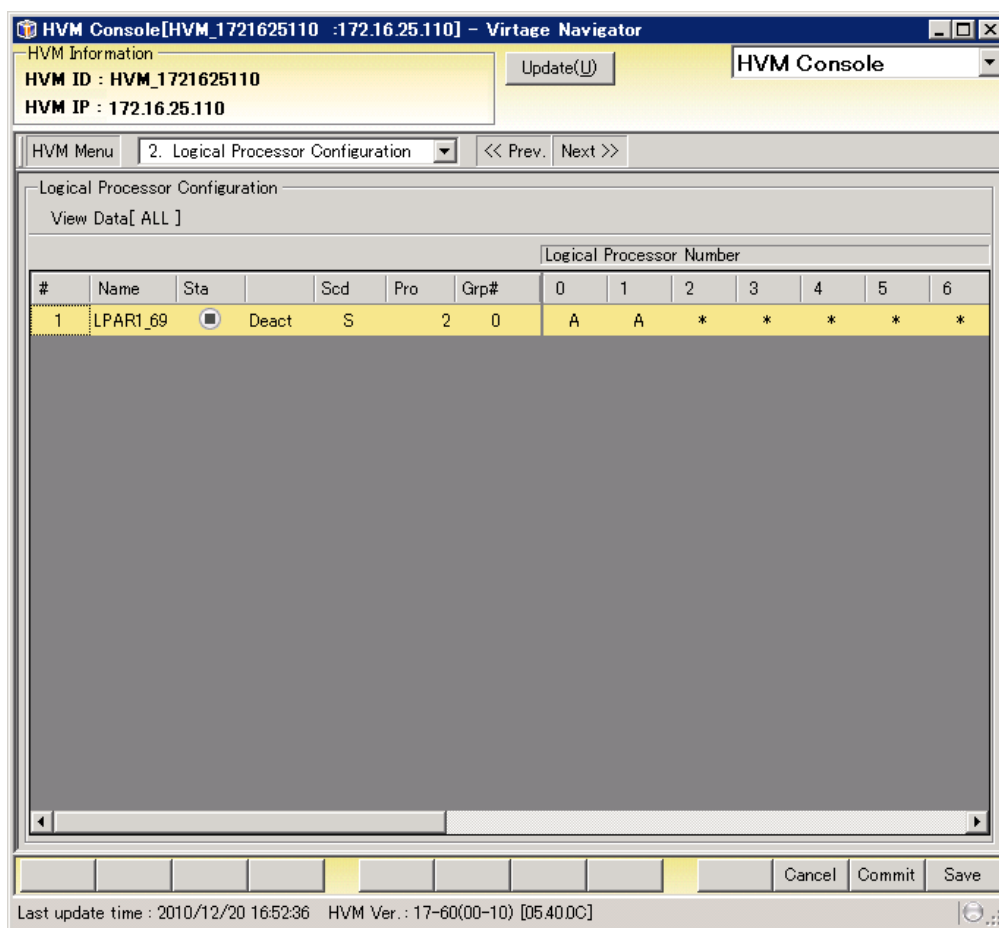 HVM Console[HVM_1721625110 :172.16.25.110] - Virtage Navigator
HVM Information
HVM ID : HVM_1721625110
HVM IP : 172.16.25.110
Update(U)
HVM Console
HVM Menu 2. Logical Processor Configuration << Prev. Next >>
Logical Processor Configuration
View Data[ ALL ]
Logical Processor Number
# Name Sta Scd Pro Grp# 0 1 2 3 4 5 6
1 LPAR1_69 Deact S 2 0 A A * * * * *
Cancel Commit Save
Last update time : 2010/12/20 16:52:36 HVM Ver. : 17-60(00-10) [05.40.0C]